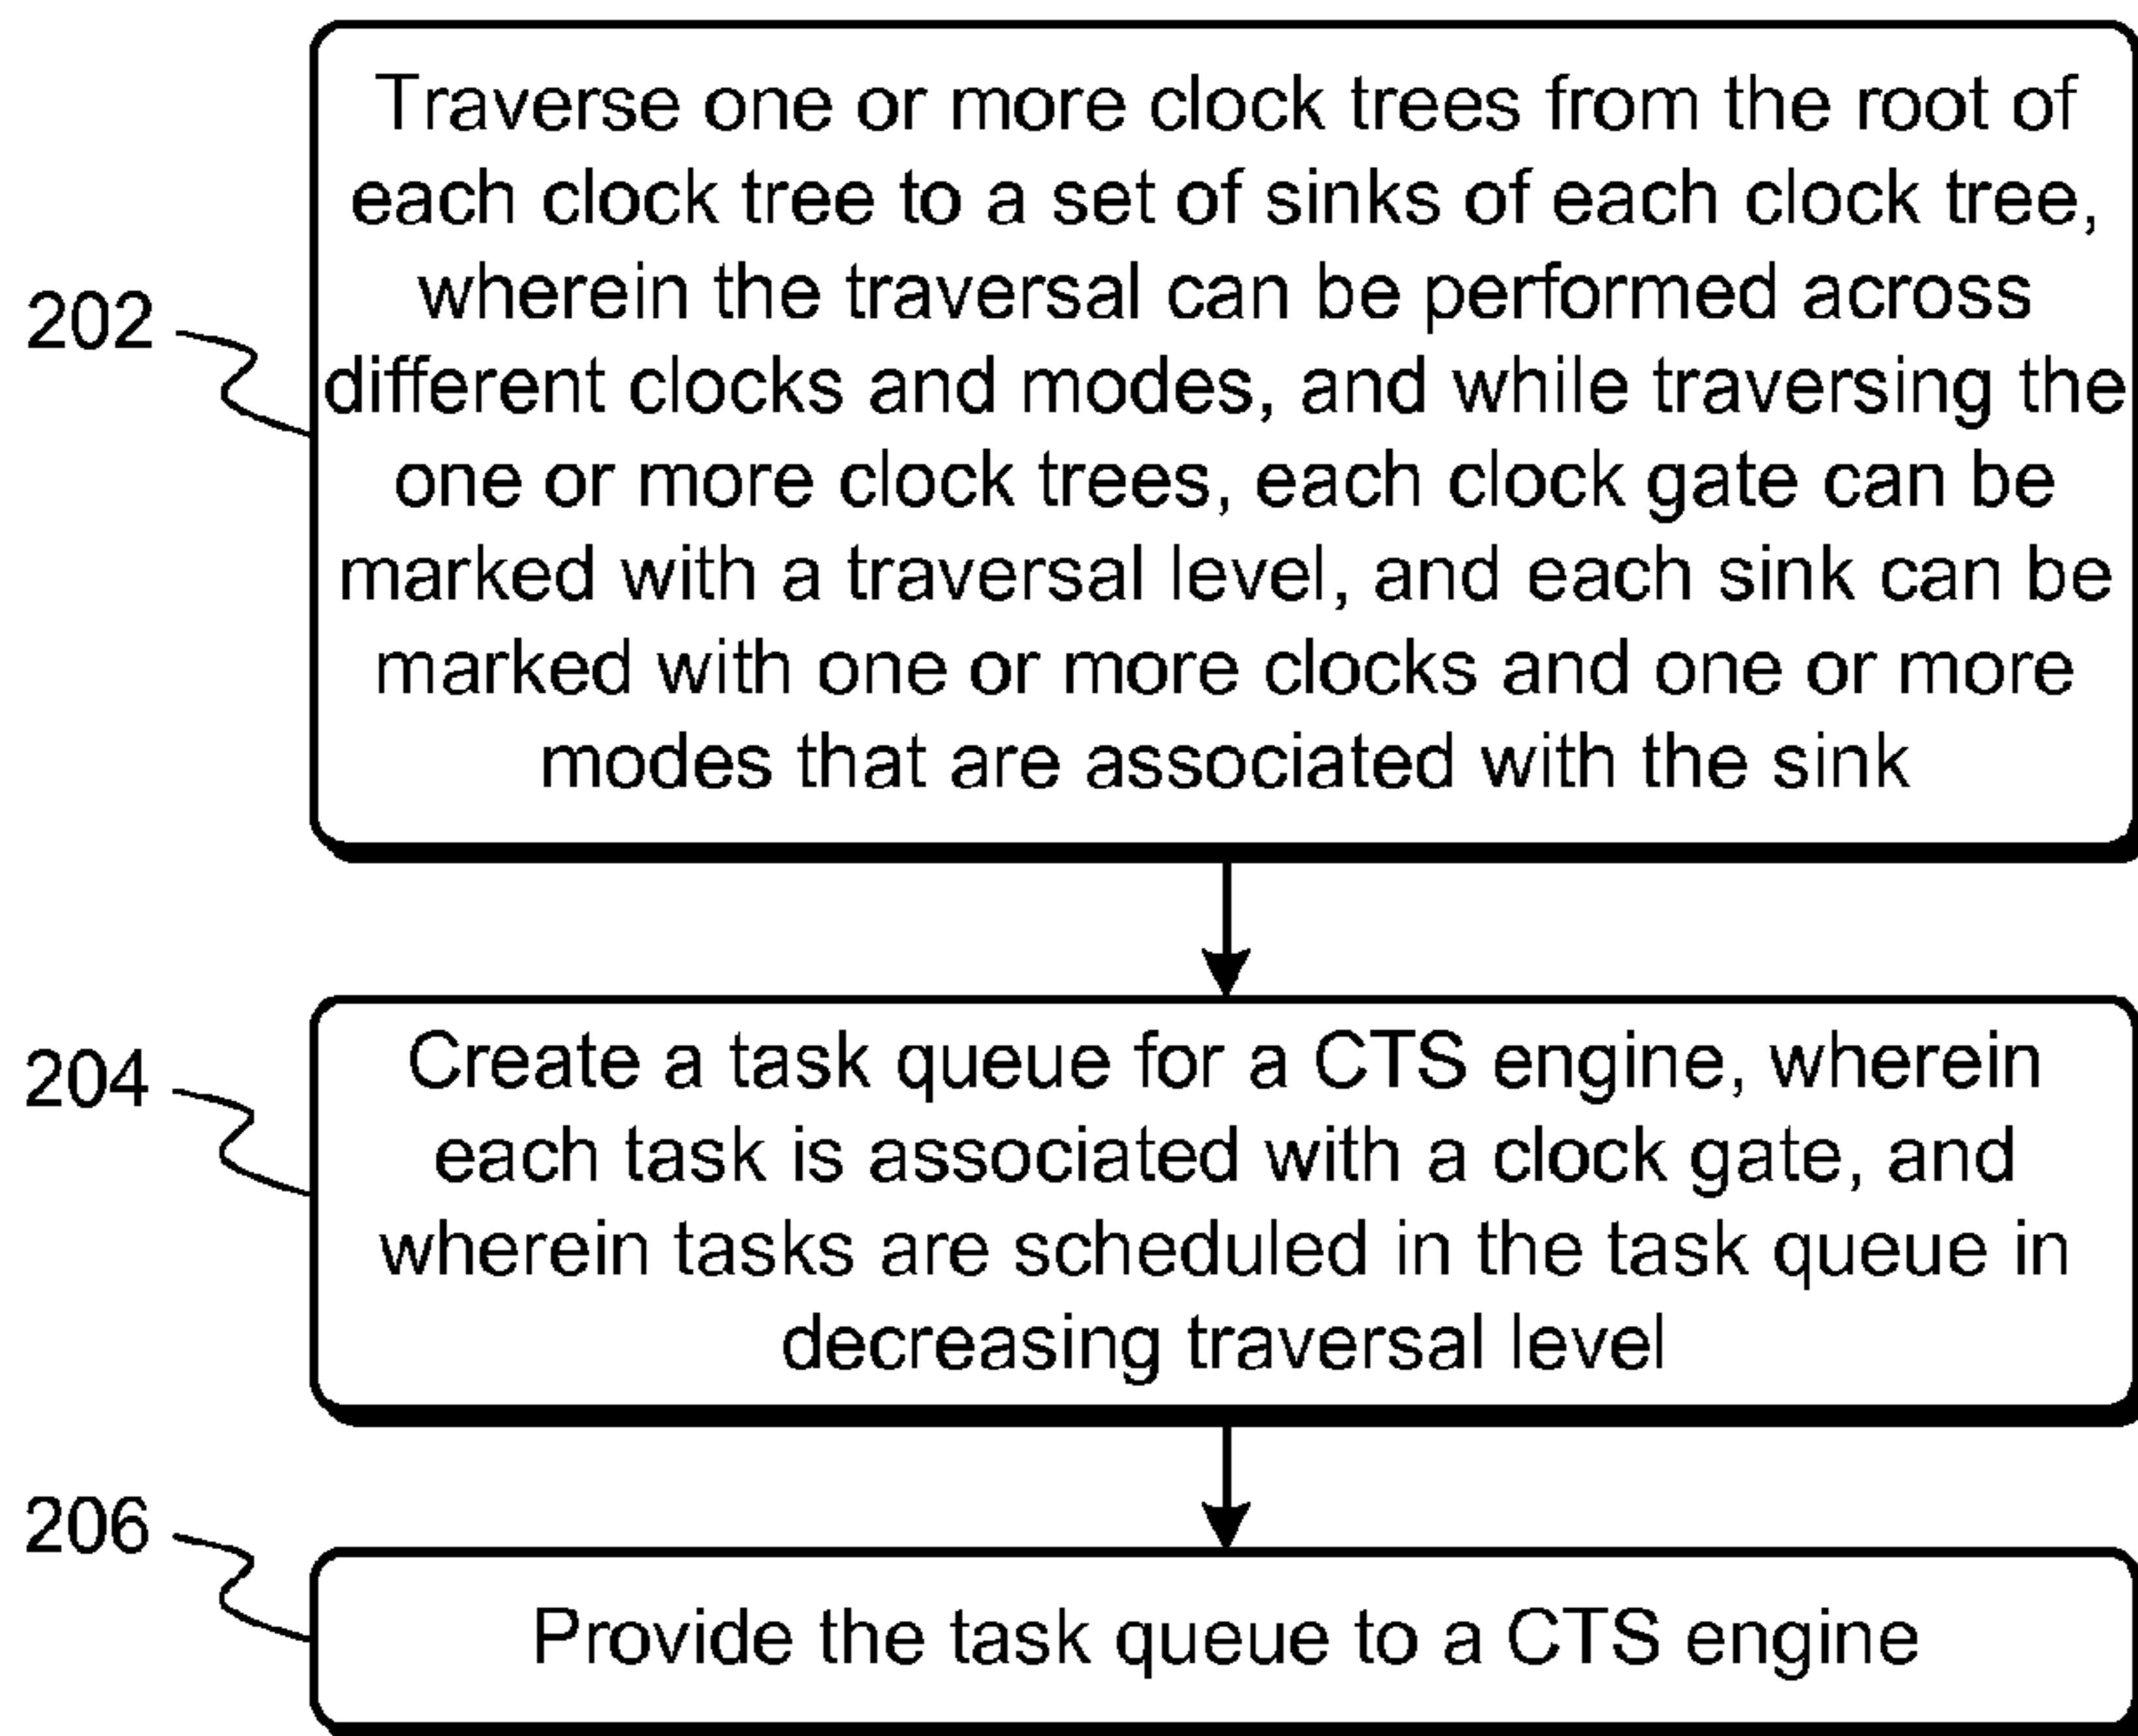 Traverse one or more clock trees from the root of
each clock tree to a set of sinks of each clock tree,
wherein the traversal can be performed across
202
different clocks and modes, and while traversing the
one or more clock trees, each clock gate can be
marked with a traversal level, and each sink can be
marked with one or more clocks and one or more
modes that are associated with the sink
204
Create a task queue for a CTS engine, wherein
each task is associated with a clock gate, and
wherein tasks are scheduled in the task queue in
decreasing traversal level
206
Provide the task queue to a CTS engine